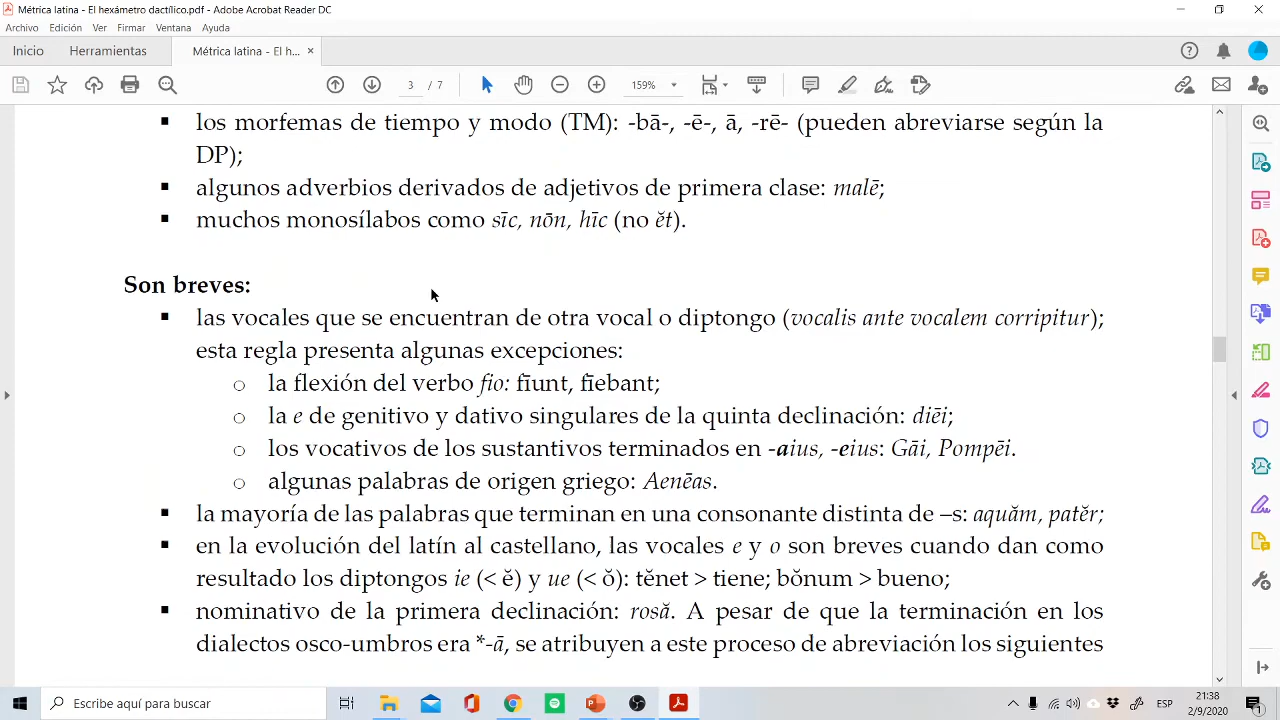 Métrica latina - El hexámetro dactílico.pdf - Adobe Acrobat Reader DC
Archivo Edición Ver Firmar Ventana Ayuda
Inicio Herramientas Métrica latina - El h... ×
3 / 7 159%
▪ los morfemas de tiempo y modo (TM): -bā-, -ē-, ā, -rē- (pueden abreviarse según la
DP);
▪ algunos adverbios derivados de adjetivos de primera clase: malē;
▪ muchos monosílabos como sīc, nōn, hīc (no ĕt).
Son breves:
▪ las vocales que se encuentran de otra vocal o diptongo (vocalis ante vocalem corripitur);
esta regla presenta algunas excepciones:
○ la flexión del verbo fio: fīunt, fīebant;
○ la e de genitivo y dativo singulares de la quinta declinación: diēi;
○ los vocativos de los sustantivos terminados en -aius, -eius: Gāi, Pompēi.
○ algunas palabras de origen griego: Aenēas.
▪ la mayoría de las palabras que terminan en una consonante distinta de –s: aquăm, patĕr;
▪ en la evolución del latín al castellano, las vocales e y o son breves cuando dan como
resultado los diptongos ie (< ĕ) y ue (< ŏ): tĕnet > tiene; bŏnum > bueno;
▪ nominativo de la primera declinación: rosă. A pesar de que la terminación en los
dialectos osco-umbros era *-ā, se atribuyen a este proceso de abreviación los siguientes
Escribe aquí para buscar
ESP
21:38
2/9/2020
1